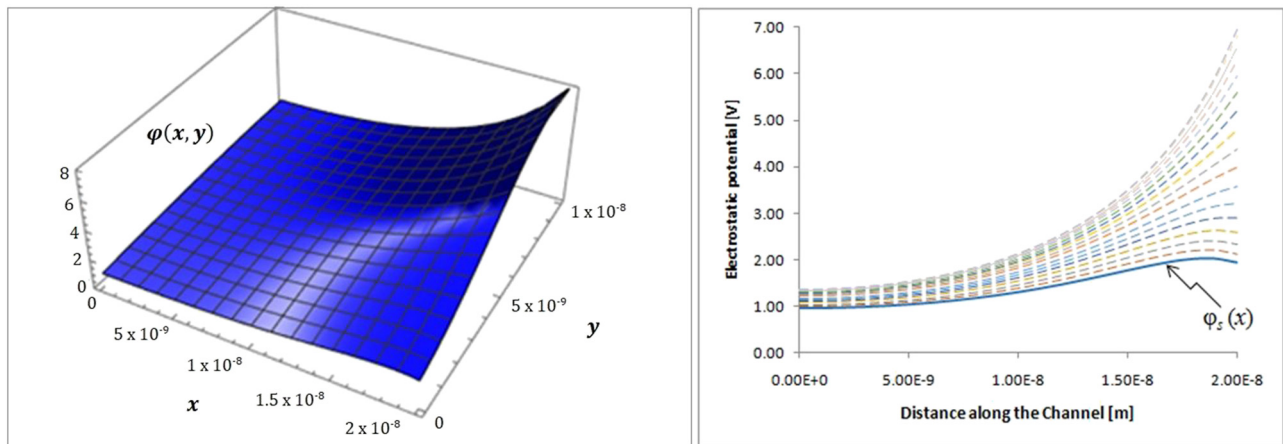 φ(x, y)
8
6
4
2
0
0
5 x 10⁻⁹
1 x 10⁻⁸
1.5 x 10⁻⁸
2 x 10⁻⁸
x
0
5 x 10⁻⁹
1 x 10⁻⁸
y
Electrostatic potential [V]
7.00
6.00
5.00
4.00
3.00
2.00
1.00
0.00
φₛ(x)
0.00E+0
5.00E-9
1.00E-8
1.50E-8
2.00E-8
Distance along the Channel [m]